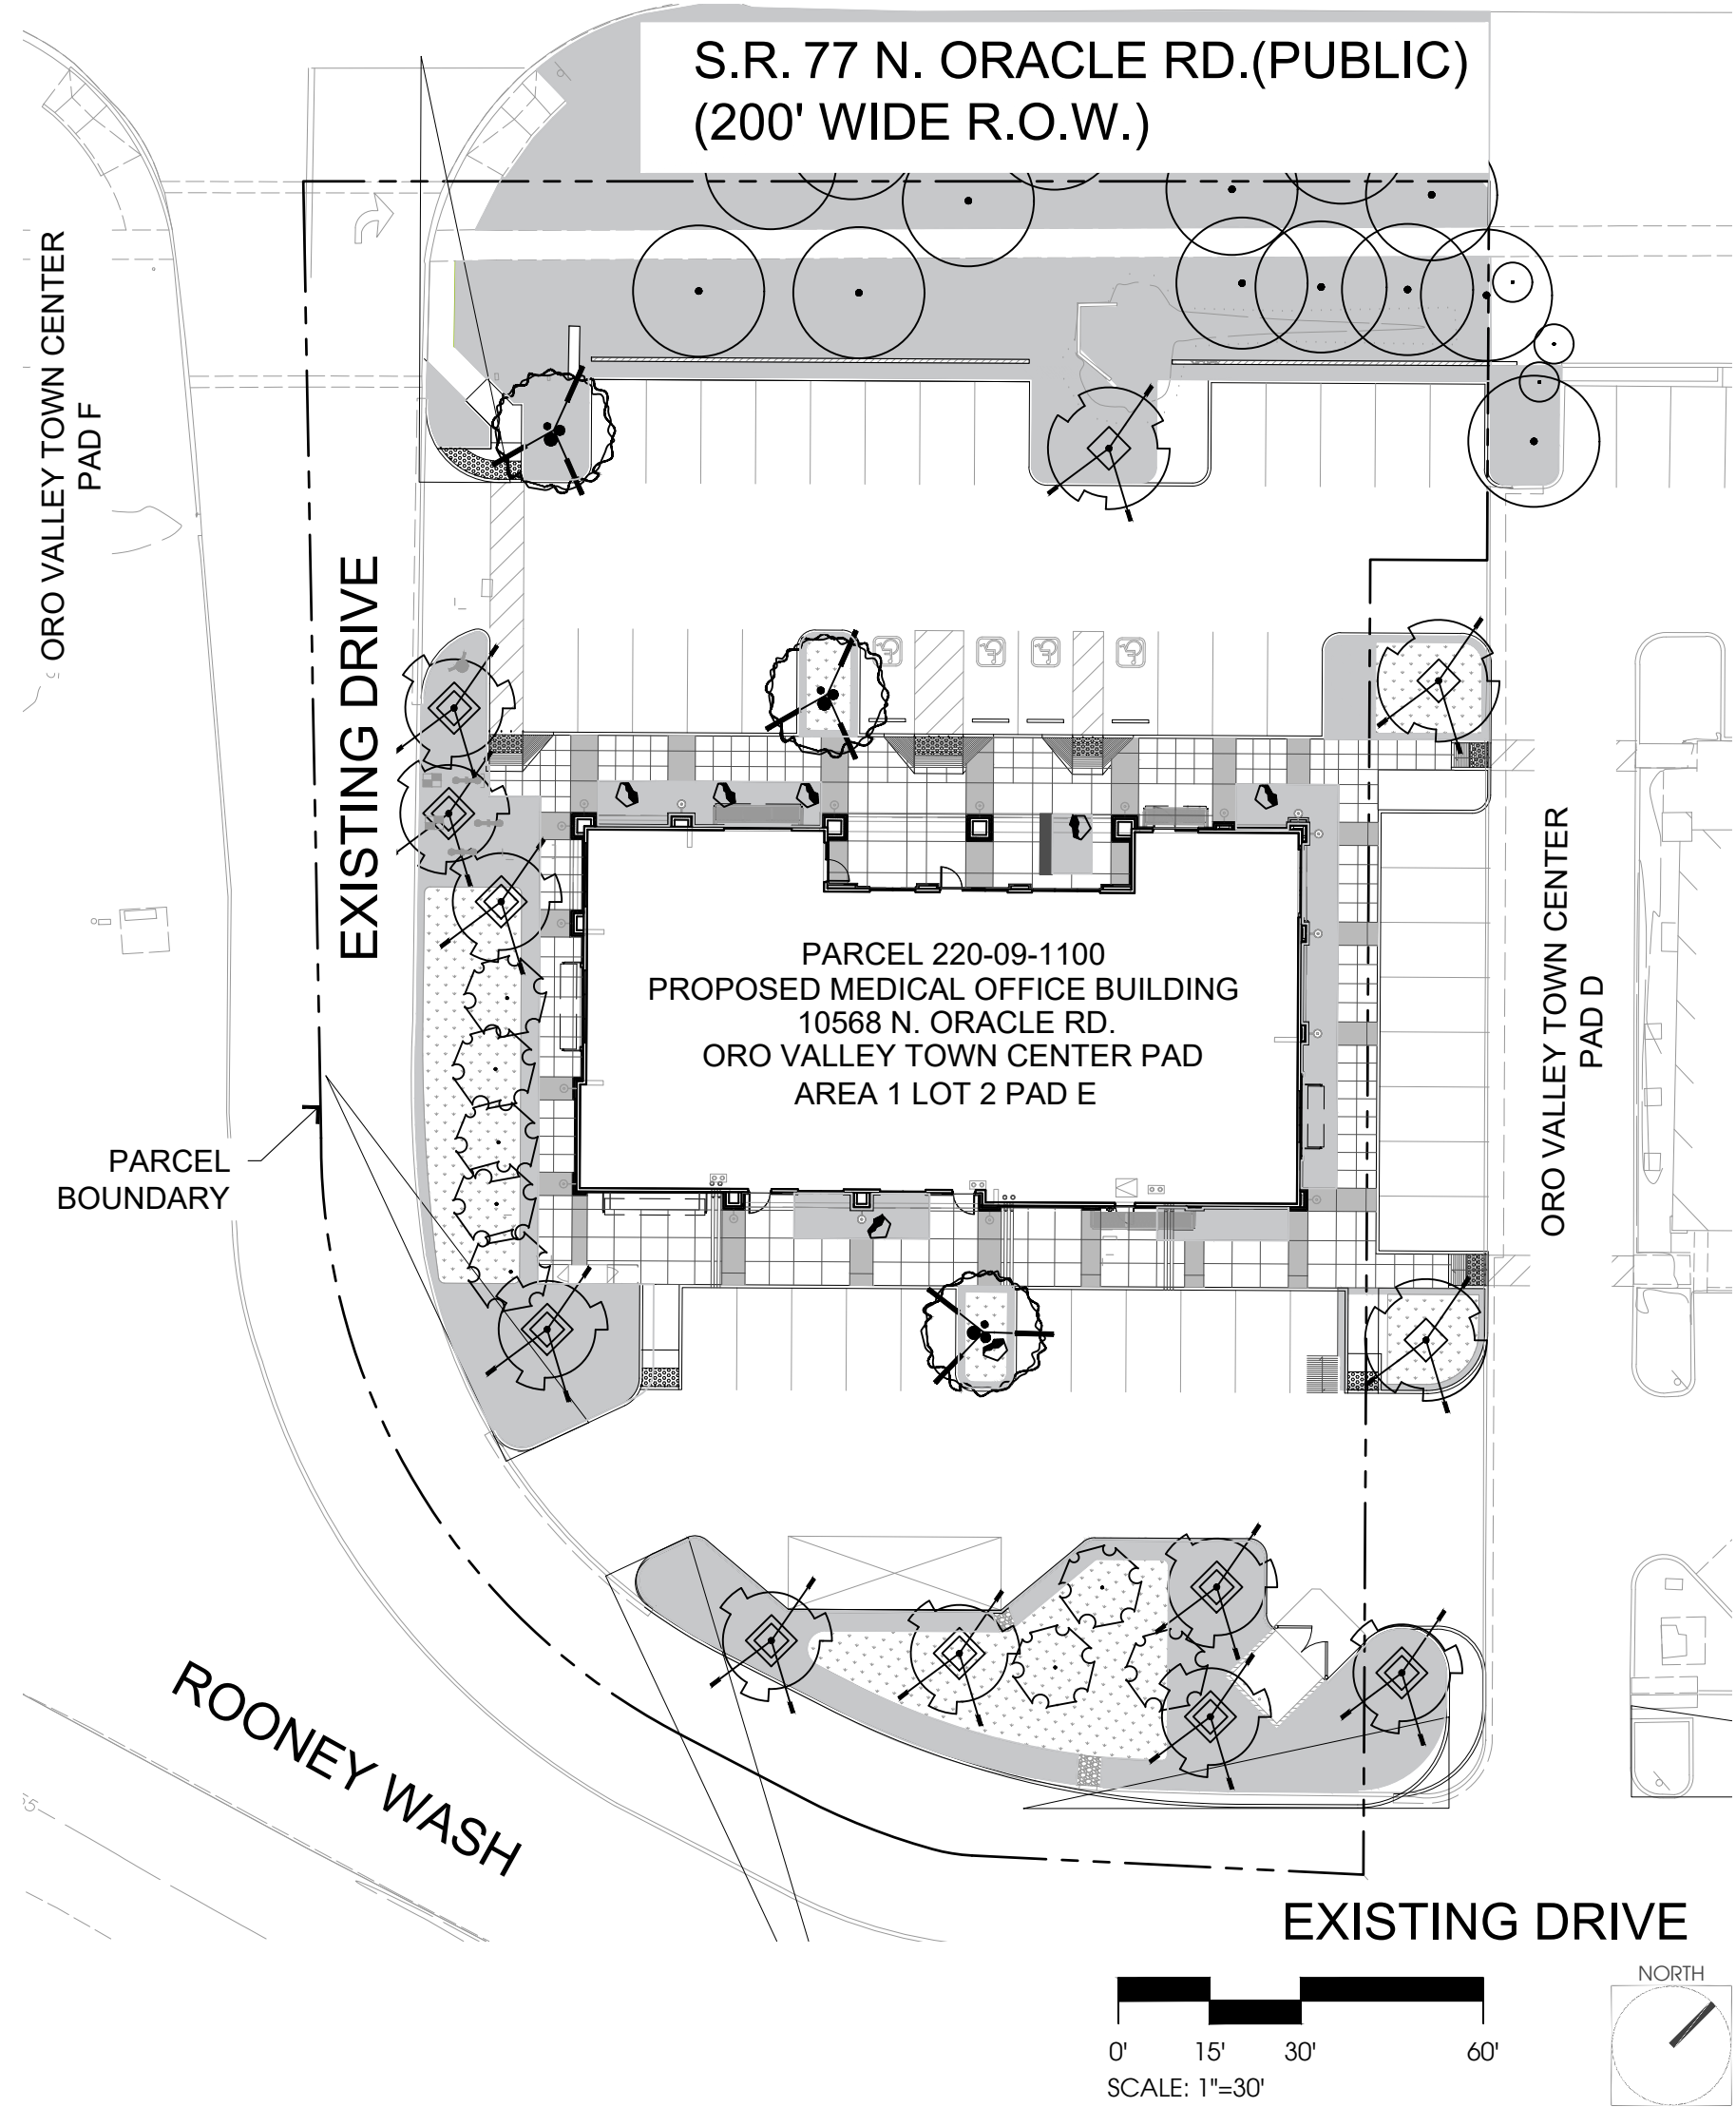 S.R. 77 N. ORACLE RD.(PUBLIC)
(200' WIDE R.O.W.)
ORO VALLEY TOWN CENTER
PAD F
EXISTING DRIVE
PARCEL 220-09-1100
PROPOSED MEDICAL OFFICE BUILDING
10568 N. ORACLE RD.
ORO VALLEY TOWN CENTER PAD
AREA 1 LOT 2 PAD E
ORO VALLEY TOWN CENTER
PAD D
PARCEL
BOUNDARY
ROONEY WASH
EXISTING DRIVE
NORTH
0' 15' 30' 60'
SCALE: 1"=30'